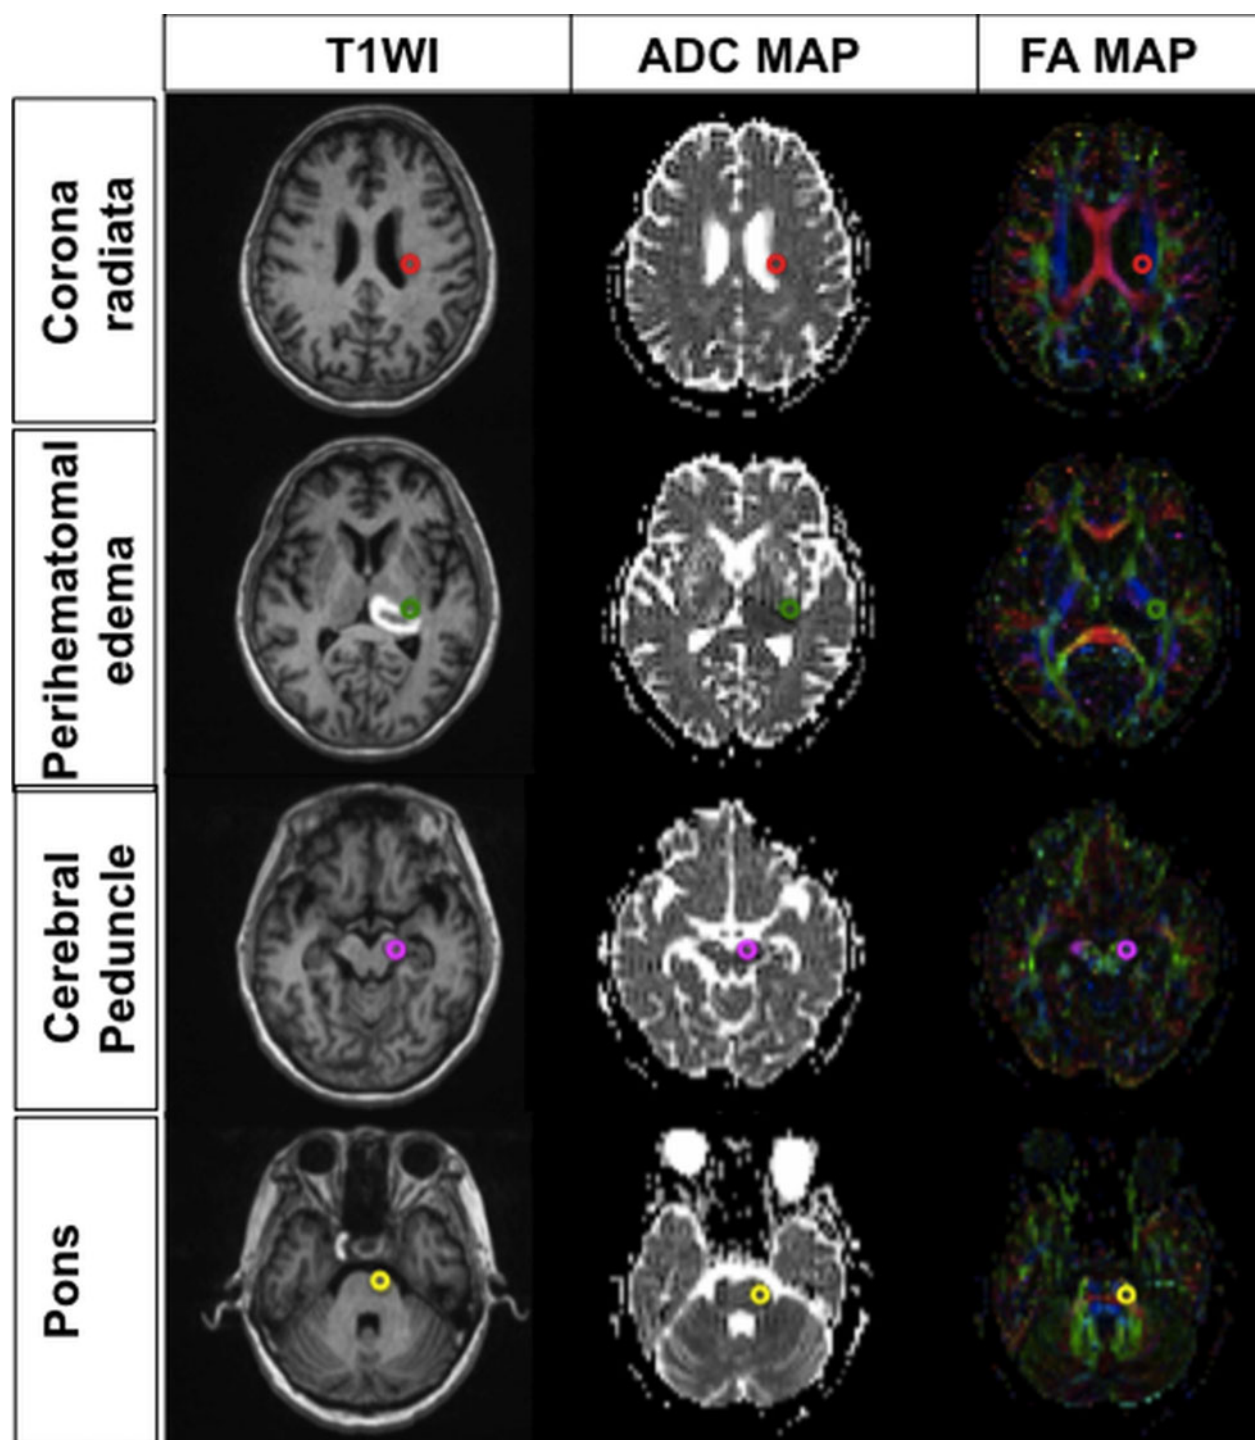 T1WI
ADC MAP
FA MAP
Corona
radiata
Perihematomal
edema
Cerebral
Peduncle
Pons